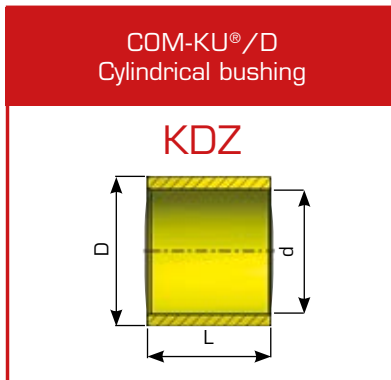 COM-KU®/D
Cylindrical bushing
KDZ
D
d
L